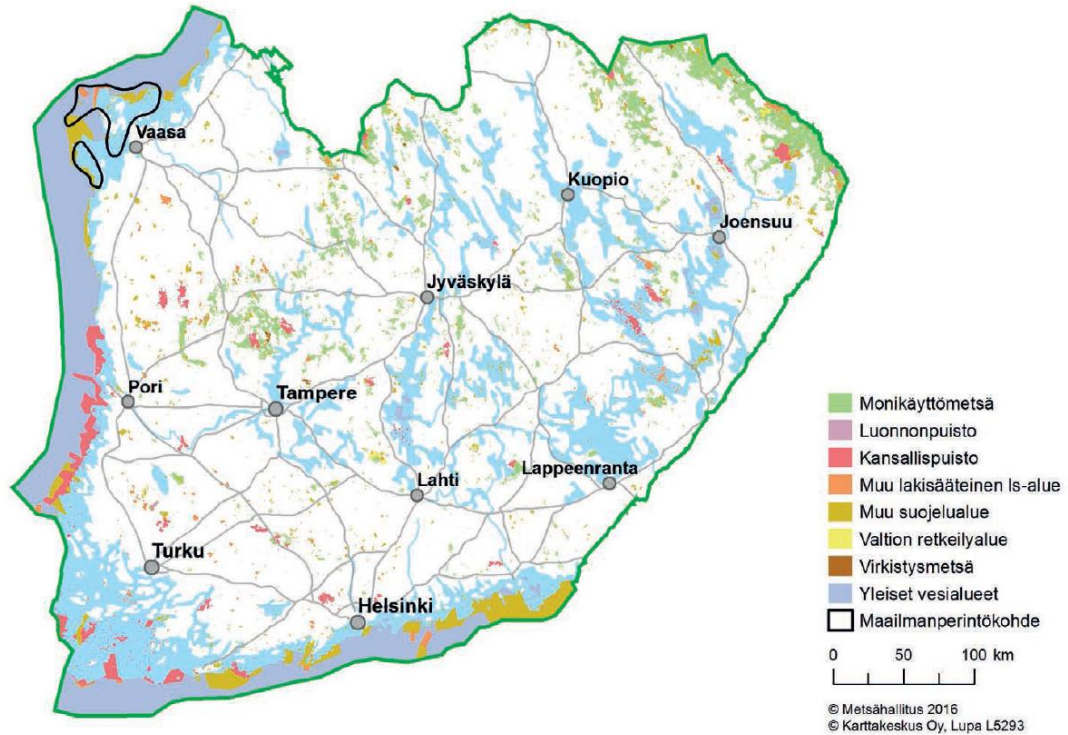 Vaasa
Kuopio
Joensuu
Jyväskylä
Pori
Tampere
Lappeenranta
Lahti
Turku
Helsinki
Monikäyttömetsä
Luonnonpuisto
Kansallispuisto
Muu lakisääteinen ls-alue
Muu suojelualue
Valtion retkeilyalue
Virkistysmetsä
Yleiset vesialueet
Maailmanperintökohde
0 50 100 km
© Metsähallitus 2016
© Karttakeskus Oy, Lupa L5293